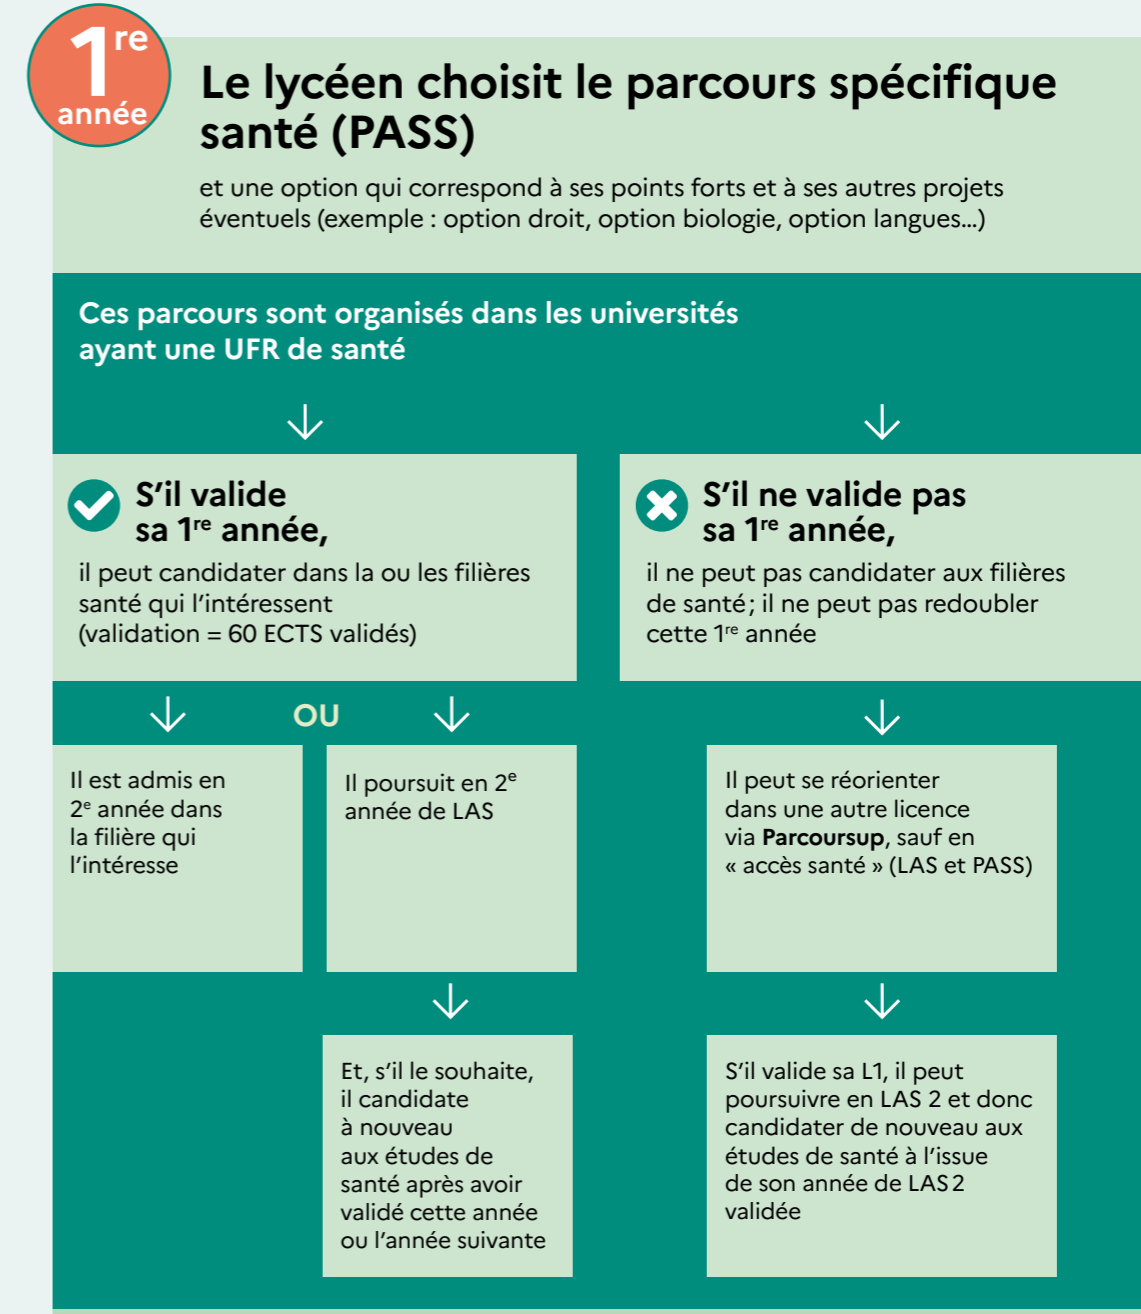 1re
année
Le lycéen choisit le parcours spécifique
santé (PASS)
et une option qui correspond à ses points forts et à ses autres projets
éventuels (exemple : option droit, option biologie, option langues…)
Ces parcours sont organisés dans les universités
ayant une UFR de santé
S’il valide
sa 1re année,
il peut candidater dans la ou les filières
santé qui l'intéressent
(validation = 60 ECTS validés)
S’il ne valide pas
sa 1re année,
il ne peut pas candidater aux filières
de santé ; il ne peut pas redoubler
cette 1re année
OU
Il est admis en
2e année dans
la filière qui
l’intéresse
Il poursuit en 2e
année de LAS
Il peut se réorienter
dans une autre licence
via Parcoursup, sauf en
« accès santé » (LAS et PASS)
Et, s’il le souhaite,
il candidate
à nouveau
aux études de
santé après avoir
validé cette année
ou l’année suivante
S’il valide sa L1, il peut
poursuivre en LAS 2 et donc
candidater de nouveau aux
études de santé à l’issue
de son année de LAS 2
validée